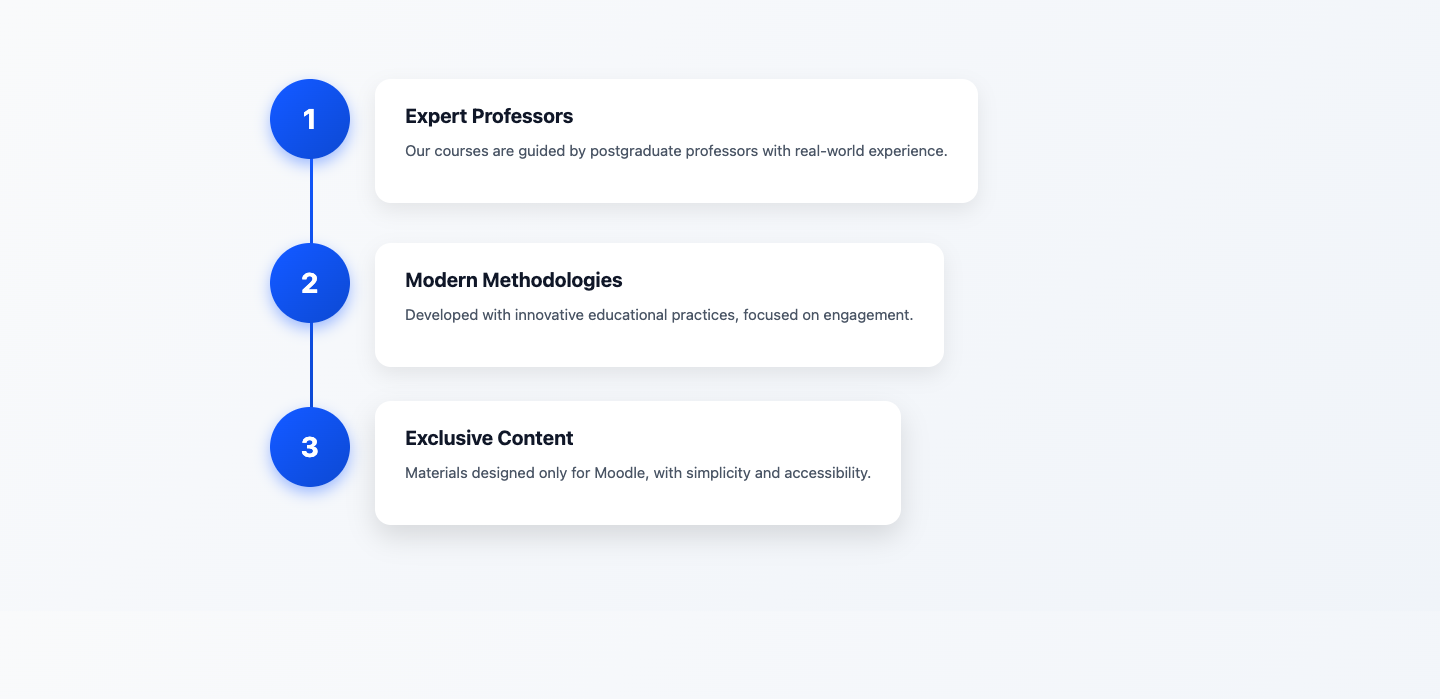 1
Expert Professors
Our courses are guided by postgraduate professors with real-world experience.
2
Modern Methodologies
Developed with innovative educational practices, focused on engagement.
3
Exclusive Content
Materials designed only for Moodle, with simplicity and accessibility.